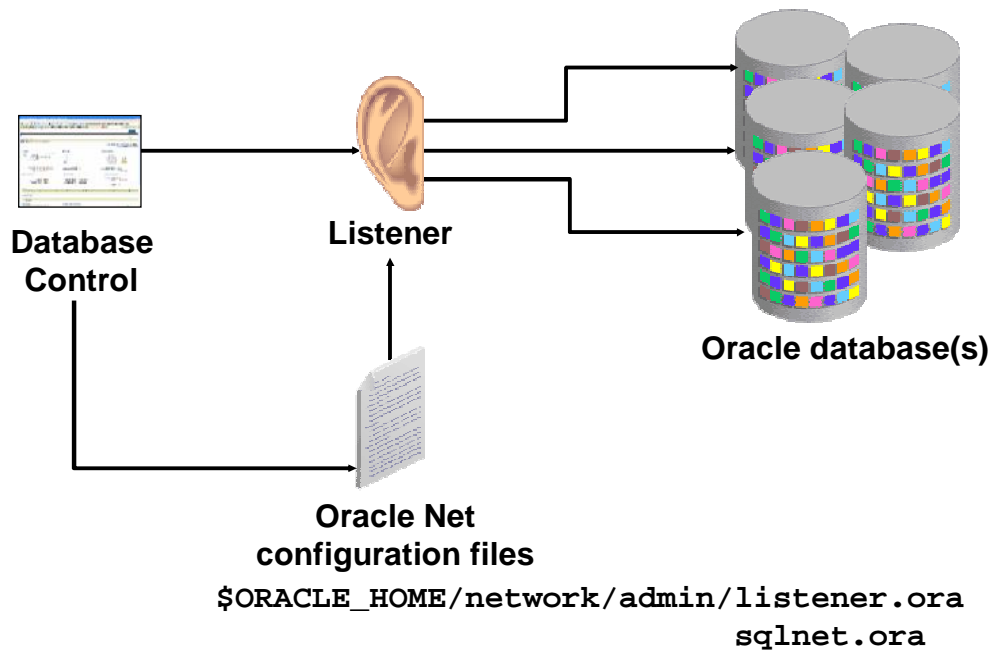 Database
Control
Listener
Oracle database(s)
Oracle Net
configuration files
$ORACLE_HOME/network/admin/listener.ora
sqlnet.ora